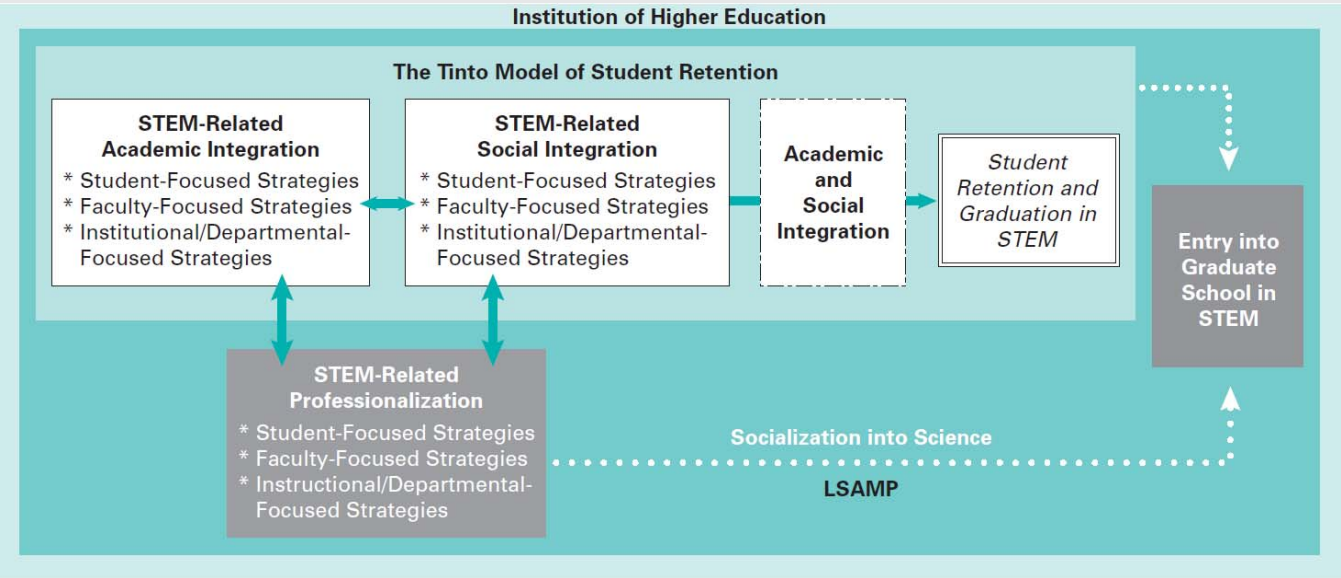 Institution of Higher Education
The Tinto Model of Student Retention
STEM-Related
Academic Integration
* Student-Focused Strategies
* Faculty-Focused Strategies
* Institutional/Departmental-
Focused Strategies
STEM-Related
Social Integration
* Student-Focused Strategies
* Faculty-Focused Strategies
* Institutional/Departmental-
Focused Strategies
Academic
and
Social
Integration
Student
Retention and
Graduation in
STEM
Entry into
Graduate
School in
STEM
STEM-Related
Professionalization
* Student-Focused Strategies
* Faculty-Focused Strategies
* Instructional/Departmental-
Focused Strategies
Socialization into Science
LSAMP